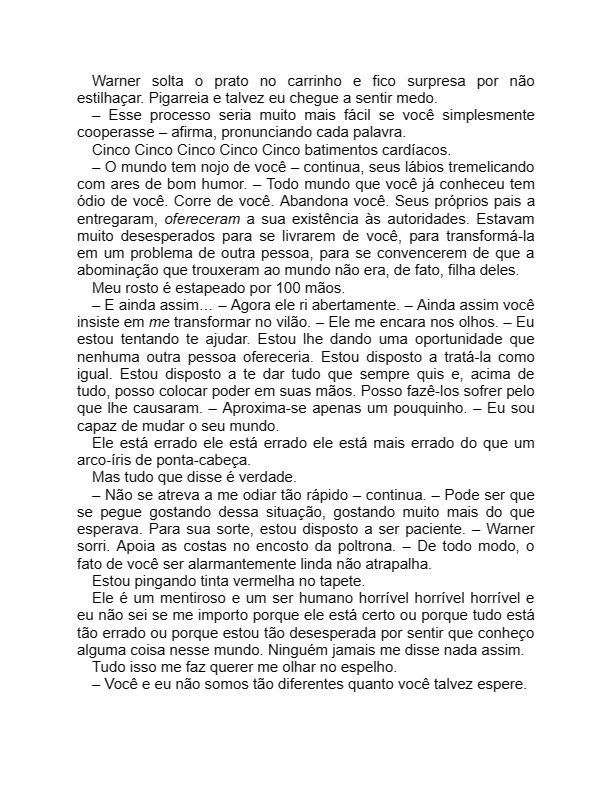 Warner solta o prato no carrinho e fico surpresa por não
estilhaçar. Pigarreia e talvez eu chegue a sentir medo.
– Esse processo seria muito mais fácil se você simplesmente
cooperasse – afirma, pronunciando cada palavra.
Cinco Cinco Cinco Cinco Cinco batimentos cardíacos.
– O mundo tem nojo de você – continua, seus lábios tremelicando
com ares de bom humor. – Todo mundo que você já conheceu tem
ódio de você. Corre de você. Abandona você. Seus próprios pais a
entregaram, ofereceram a sua existência às autoridades. Estavam
muito desesperados para se livrarem de você, para transformá-la
em um problema de outra pessoa, para se convencerem de que a
abominação que trouxeram ao mundo não era, de fato, filha deles.
Meu rosto é estapeado por 100 mãos.
– E ainda assim… – Agora ele ri abertamente. – Ainda assim você
insiste em me transformar no vilão. – Ele me encara nos olhos. – Eu
estou tentando te ajudar. Estou lhe dando uma oportunidade que
nenhuma outra pessoa ofereceria. Estou disposto a tratá-la como
igual. Estou disposto a te dar tudo que sempre quis e, acima de
tudo, posso colocar poder em suas mãos. Posso fazê-los sofrer pelo
que lhe causaram. – Aproxima-se apenas um pouquinho. – Eu sou
capaz de mudar o seu mundo.
Ele está errado ele está errado ele está mais errado do que um
arco-íris de ponta-cabeça.
Mas tudo que disse é verdade.
– Não se atreva a me odiar tão rápido – continua. – Pode ser que
se pegue gostando dessa situação, gostando muito mais do que
esperava. Para sua sorte, estou disposto a ser paciente. – Warner
sorri. Apoia as costas no encosto da poltrona. – De todo modo, o
fato de você ser alarmantemente linda não atrapalha.
Estou pingando tinta vermelha no tapete.
Ele é um mentiroso e um ser humano horrível horrível horrível e
eu não sei se me importo porque ele está certo ou porque tudo está
tão errado ou porque estou tão desesperada por sentir que conheço
alguma coisa nesse mundo. Ninguém jamais me disse nada assim.
Tudo isso me faz querer me olhar no espelho.
– Você e eu não somos tão diferentes quanto você talvez espere.